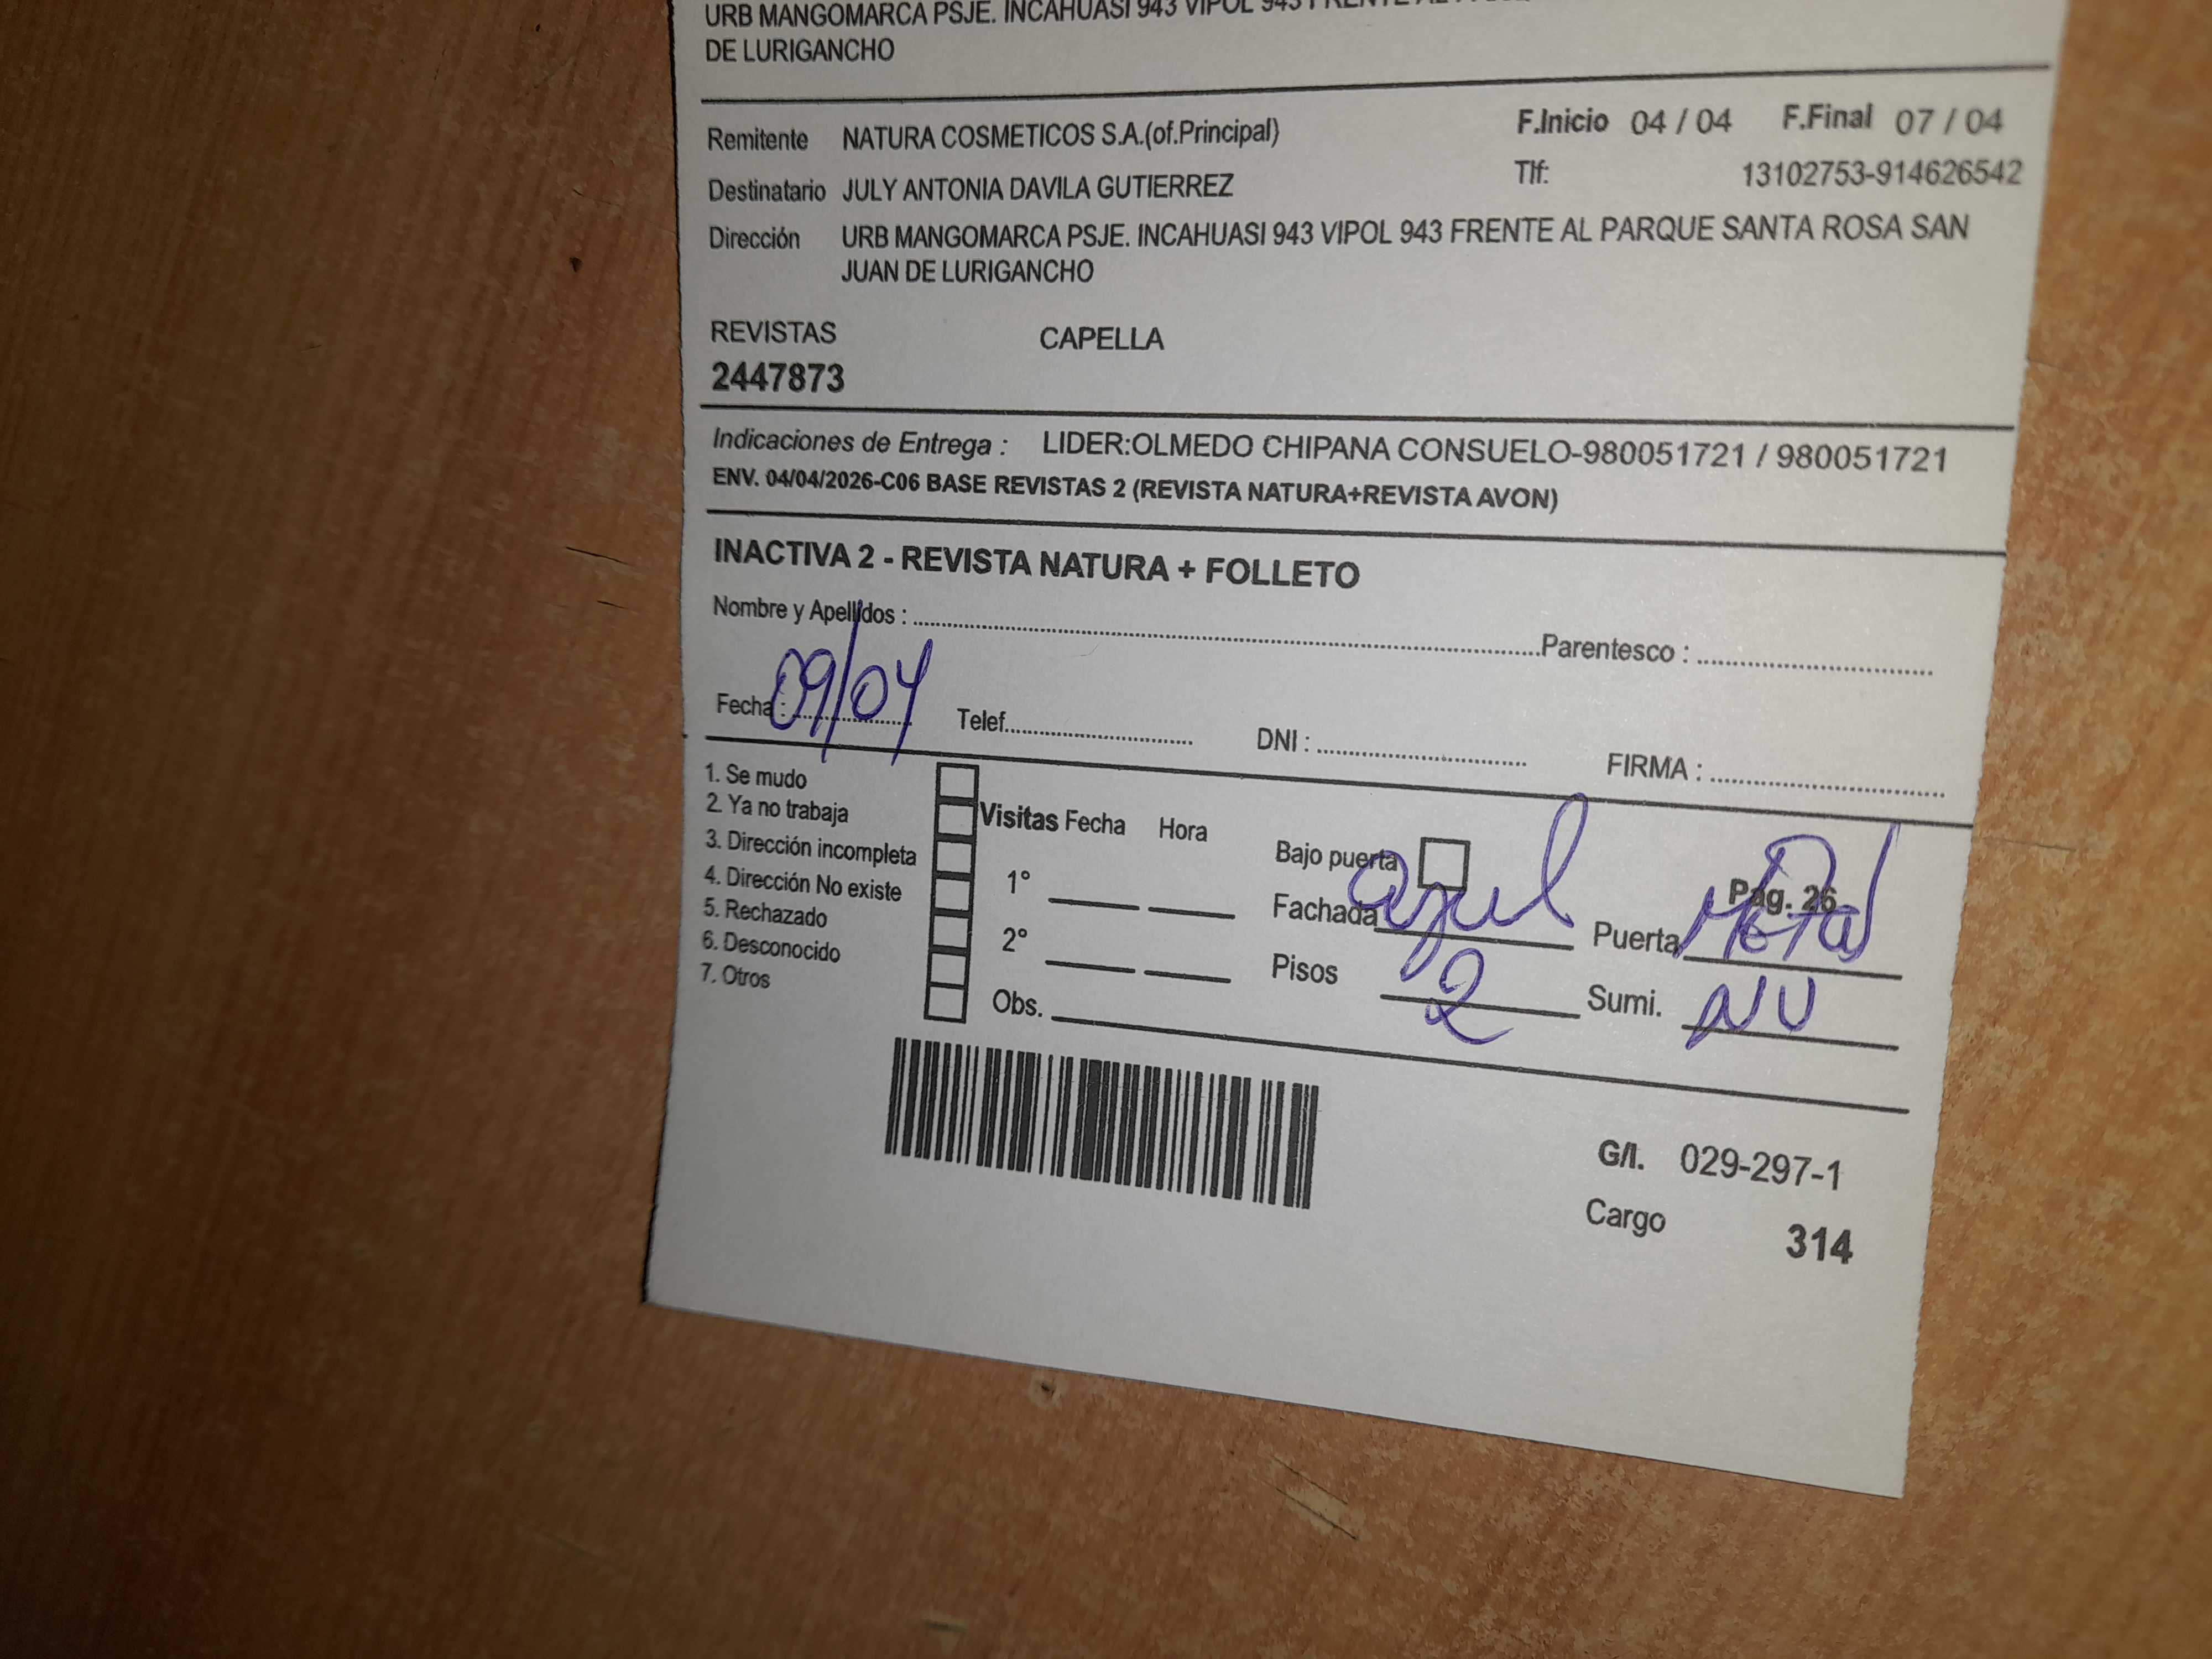 URB MANGOMARCA PSJE. INCAHUASI 943 VIPOL 943 FRENTE AL
DE LURIGANCHO
Remitente NATURA COSMETICOS S.A.(of.Principal) F.Inicio 04 / 04 F.Final 07 / 04
Destinatario JULY ANTONIA DAVILA GUTIERREZ Tlf: 13102753-914626542
Dirección URB MANGOMARCA PSJE. INCAHUASI 943 VIPOL 943 FRENTE AL PARQUE SANTA ROSA SAN
JUAN DE LURIGANCHO
REVISTAS CAPELLA
2447873
Indicaciones de Entrega : LIDER:OLMEDO CHIPANA CONSUELO-980051721 / 980051721
ENV. 04/04/2026-C06 BASE REVISTAS 2 (REVISTA NATURA+REVISTA AVON)
INACTIVA 2 - REVISTA NATURA + FOLLETO
Nombre y Apellidos : Parentesco :
Fecha : 09/04 Telef. DNI : FIRMA :
1. Se mudo
2. Ya no trabaja
3. Dirección incompleta
4. Dirección No existe
5. Rechazado
6. Desconocido
7. Otros
Visitas Fecha Hora
1°
2°
Obs.
Bajo puerta Pág. 26
Fachada azul Puerta Metal
Pisos 2 Sumi.
G/I. 029-297-1
Cargo 314